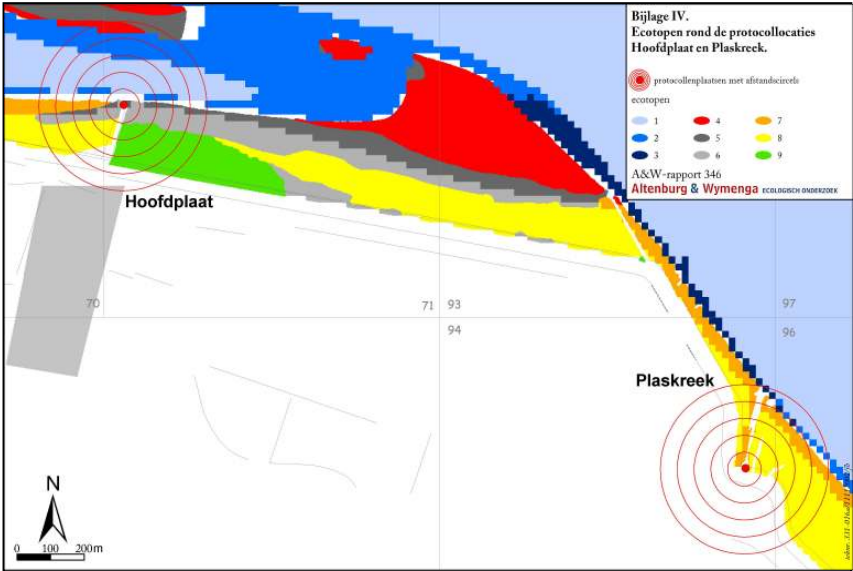 Bijlage IV.
Ecotopen rond de protocollocaties
Hoofdplaat en Plaskreek.
protocollenplaatsen met afstandscircels
ecotopen
1 4 7
2 5 8
3 6 9
A&W-rapport 346
Altenburg & Wymenga ECOLOGISCH ONDERZOEK
Hoofdplaat
70
71 93
94
97
96
Plaskreek
N
0 100 200m